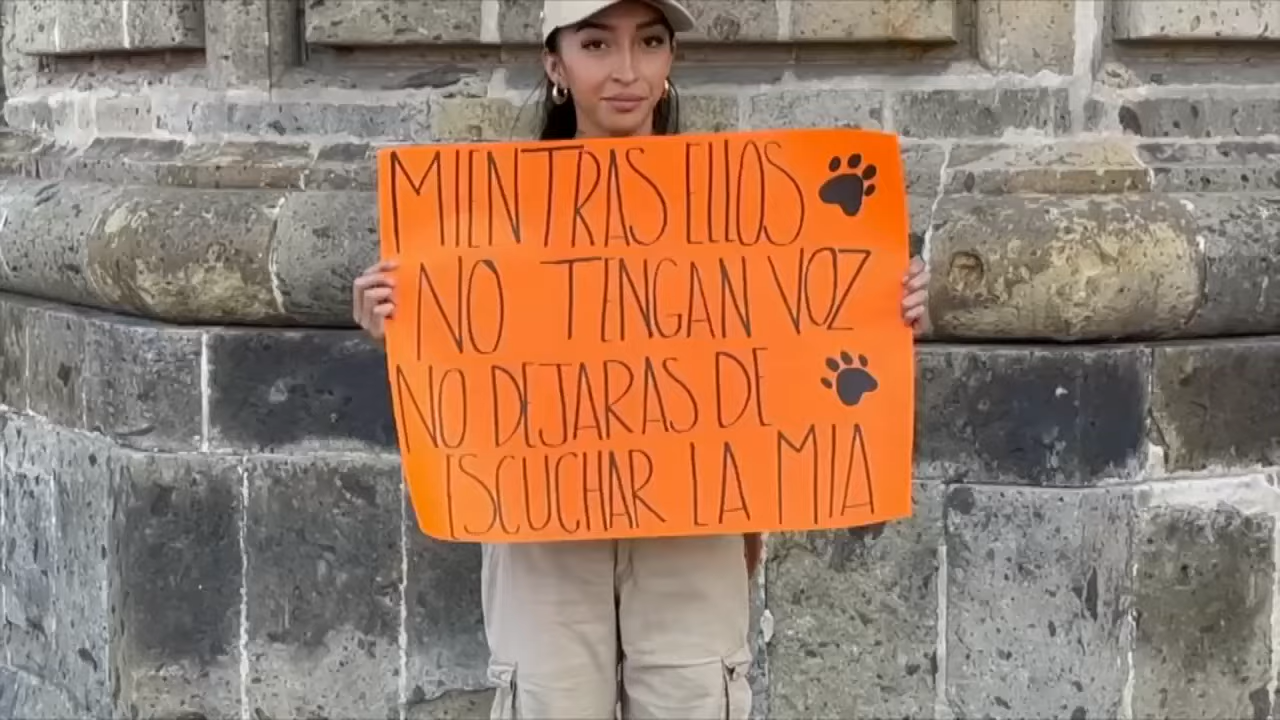 MIENTRAS ELLOS
NO TENGAN VOZ
NO DEJARAS DE
ESCUCHAR LA MIA